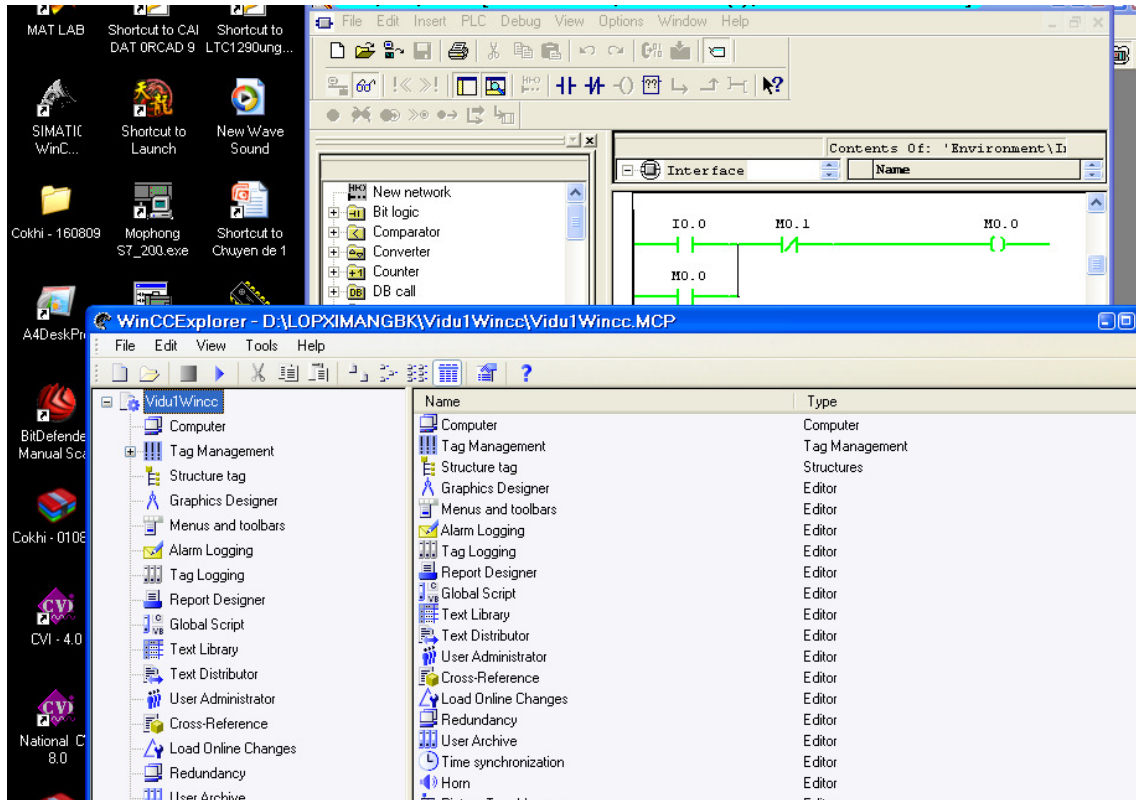 MAT LAB
Shortcut to CAI
DAT ORCAD 9
Shortcut to
LTC1290ung...
SIMATIC
WinC...
Shortcut to
Launch
New Wave
Sound
Cokhi - 160809
Mophong
S7_200.exe
Shortcut to
Chuyen de 1
A4DeskPr
BitDefende
Manual Sca
Cokhi - 0108
CVI - 4.0
National C
8.0
File Edit Insert PLC Debug View Options Window Help
New network
Bit logic
Comparator
Converter
Counter
DB call
Contents Of: 'Environment\I
Interface
Name
I0.0 M0.1 M0.0
M0.0
WinCCExplorer - D:\LOPXIMANGBK\Vidu1Wincc\Vidu1Wincc.MCP
File Edit View Tools Help
Vidu1Wincc
Computer
Tag Management
Structure tag
Graphics Designer
Menus and toolbars
Alarm Logging
Tag Logging
Report Designer
Global Script
Text Library
Text Distributor
User Administrator
Cross-Reference
Load Online Changes
Redundancy
User Archive
Name Type
Computer Computer
Tag Management Tag Management
Structure tag Structures
Graphics Designer Editor
Menus and toolbars Editor
Alarm Logging Editor
Tag Logging Editor
Report Designer Editor
Global Script Editor
Text Library Editor
Text Distributor Editor
User Administrator Editor
Cross-Reference Editor
Load Online Changes Editor
Redundancy Editor
User Archive Editor
Time synchronization Editor
Horn Editor